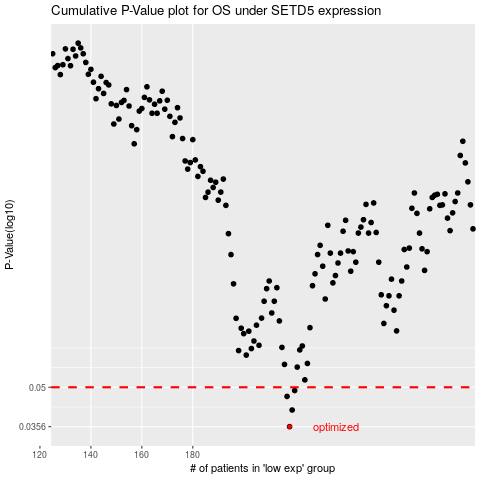 Cumulative P-Value plot for OS under SETD5 expression
P-Value(log10)
0.05
0.0356
optimized
120 140 160 180
# of patients in 'low exp' group